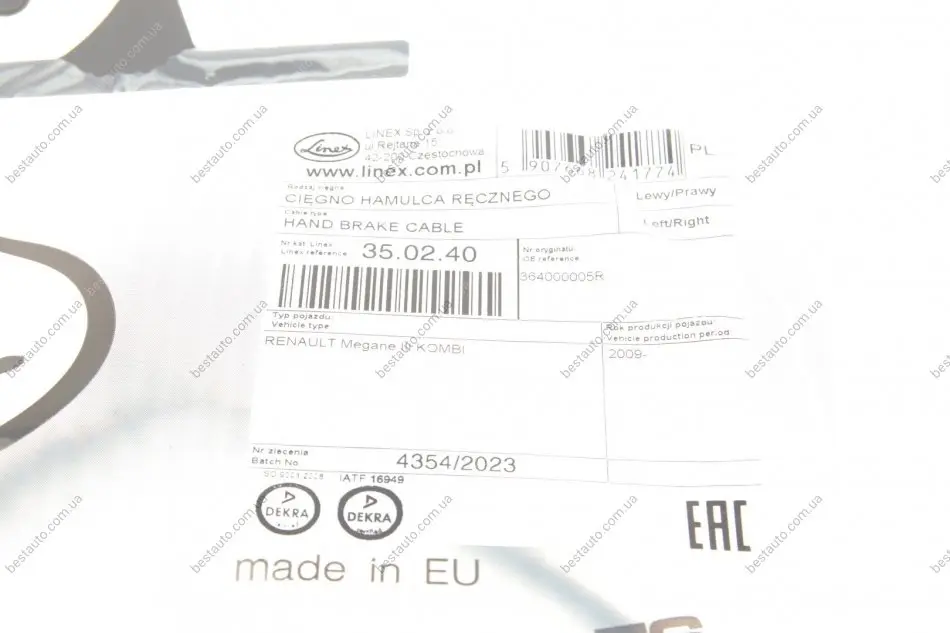 Linex
LINEX Sp. z o.o.
ul Rejtana 15
42-200 Częstochowa
www.linex.com.pl
PL
Rodzaj cięgna
CIĘGNO HAMULCA RĘCZNEGO
Lewy/Prawy
Cable type
HAND BRAKE CABLE
Left/Right
Nr kat. Linex
Linex reference
35.02.40
Nr oryginału
OE reference
364000005R
Typ pojazdu:
Vehicle type:
RENAULT Megane III KOMBI
Rok produkcji pojazdu:
Vehicle production period
2009-
Nr zlecenia
Batch No
4354/2023
IATF 16949
DEKRA
DEKRA
EAC
made in EU
bestauto.com.ua